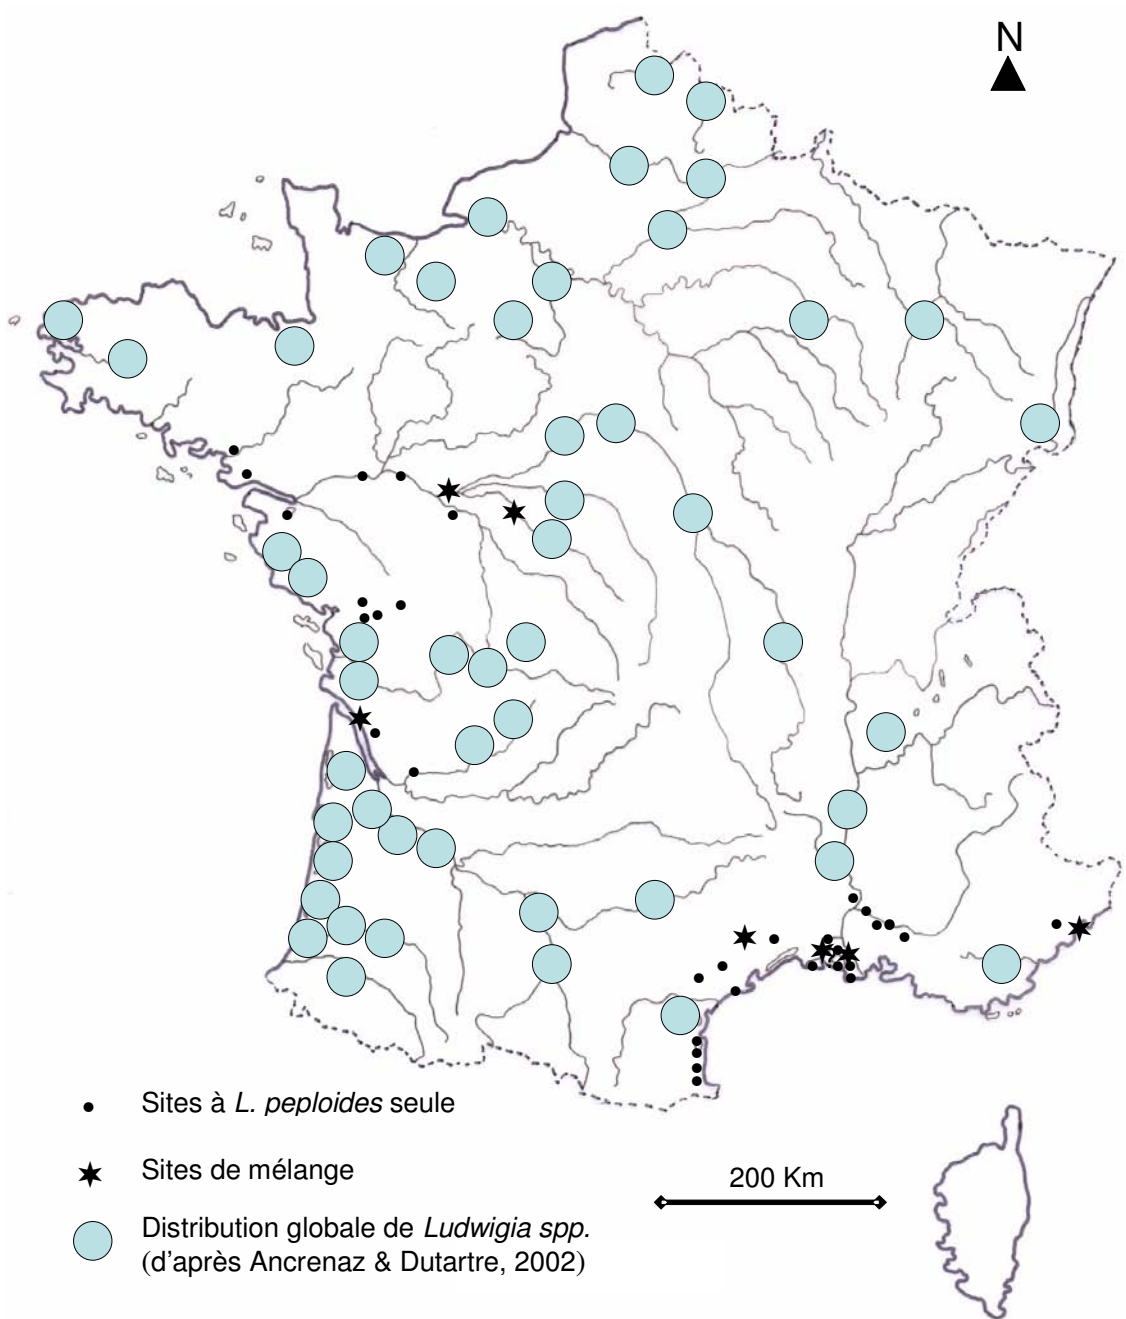 N
Sites à L. peploides seule
Sites de mélange
200 Km
Distribution globale de Ludwigia spp.
(d'après Ancrenaz & Dutartre, 2002)